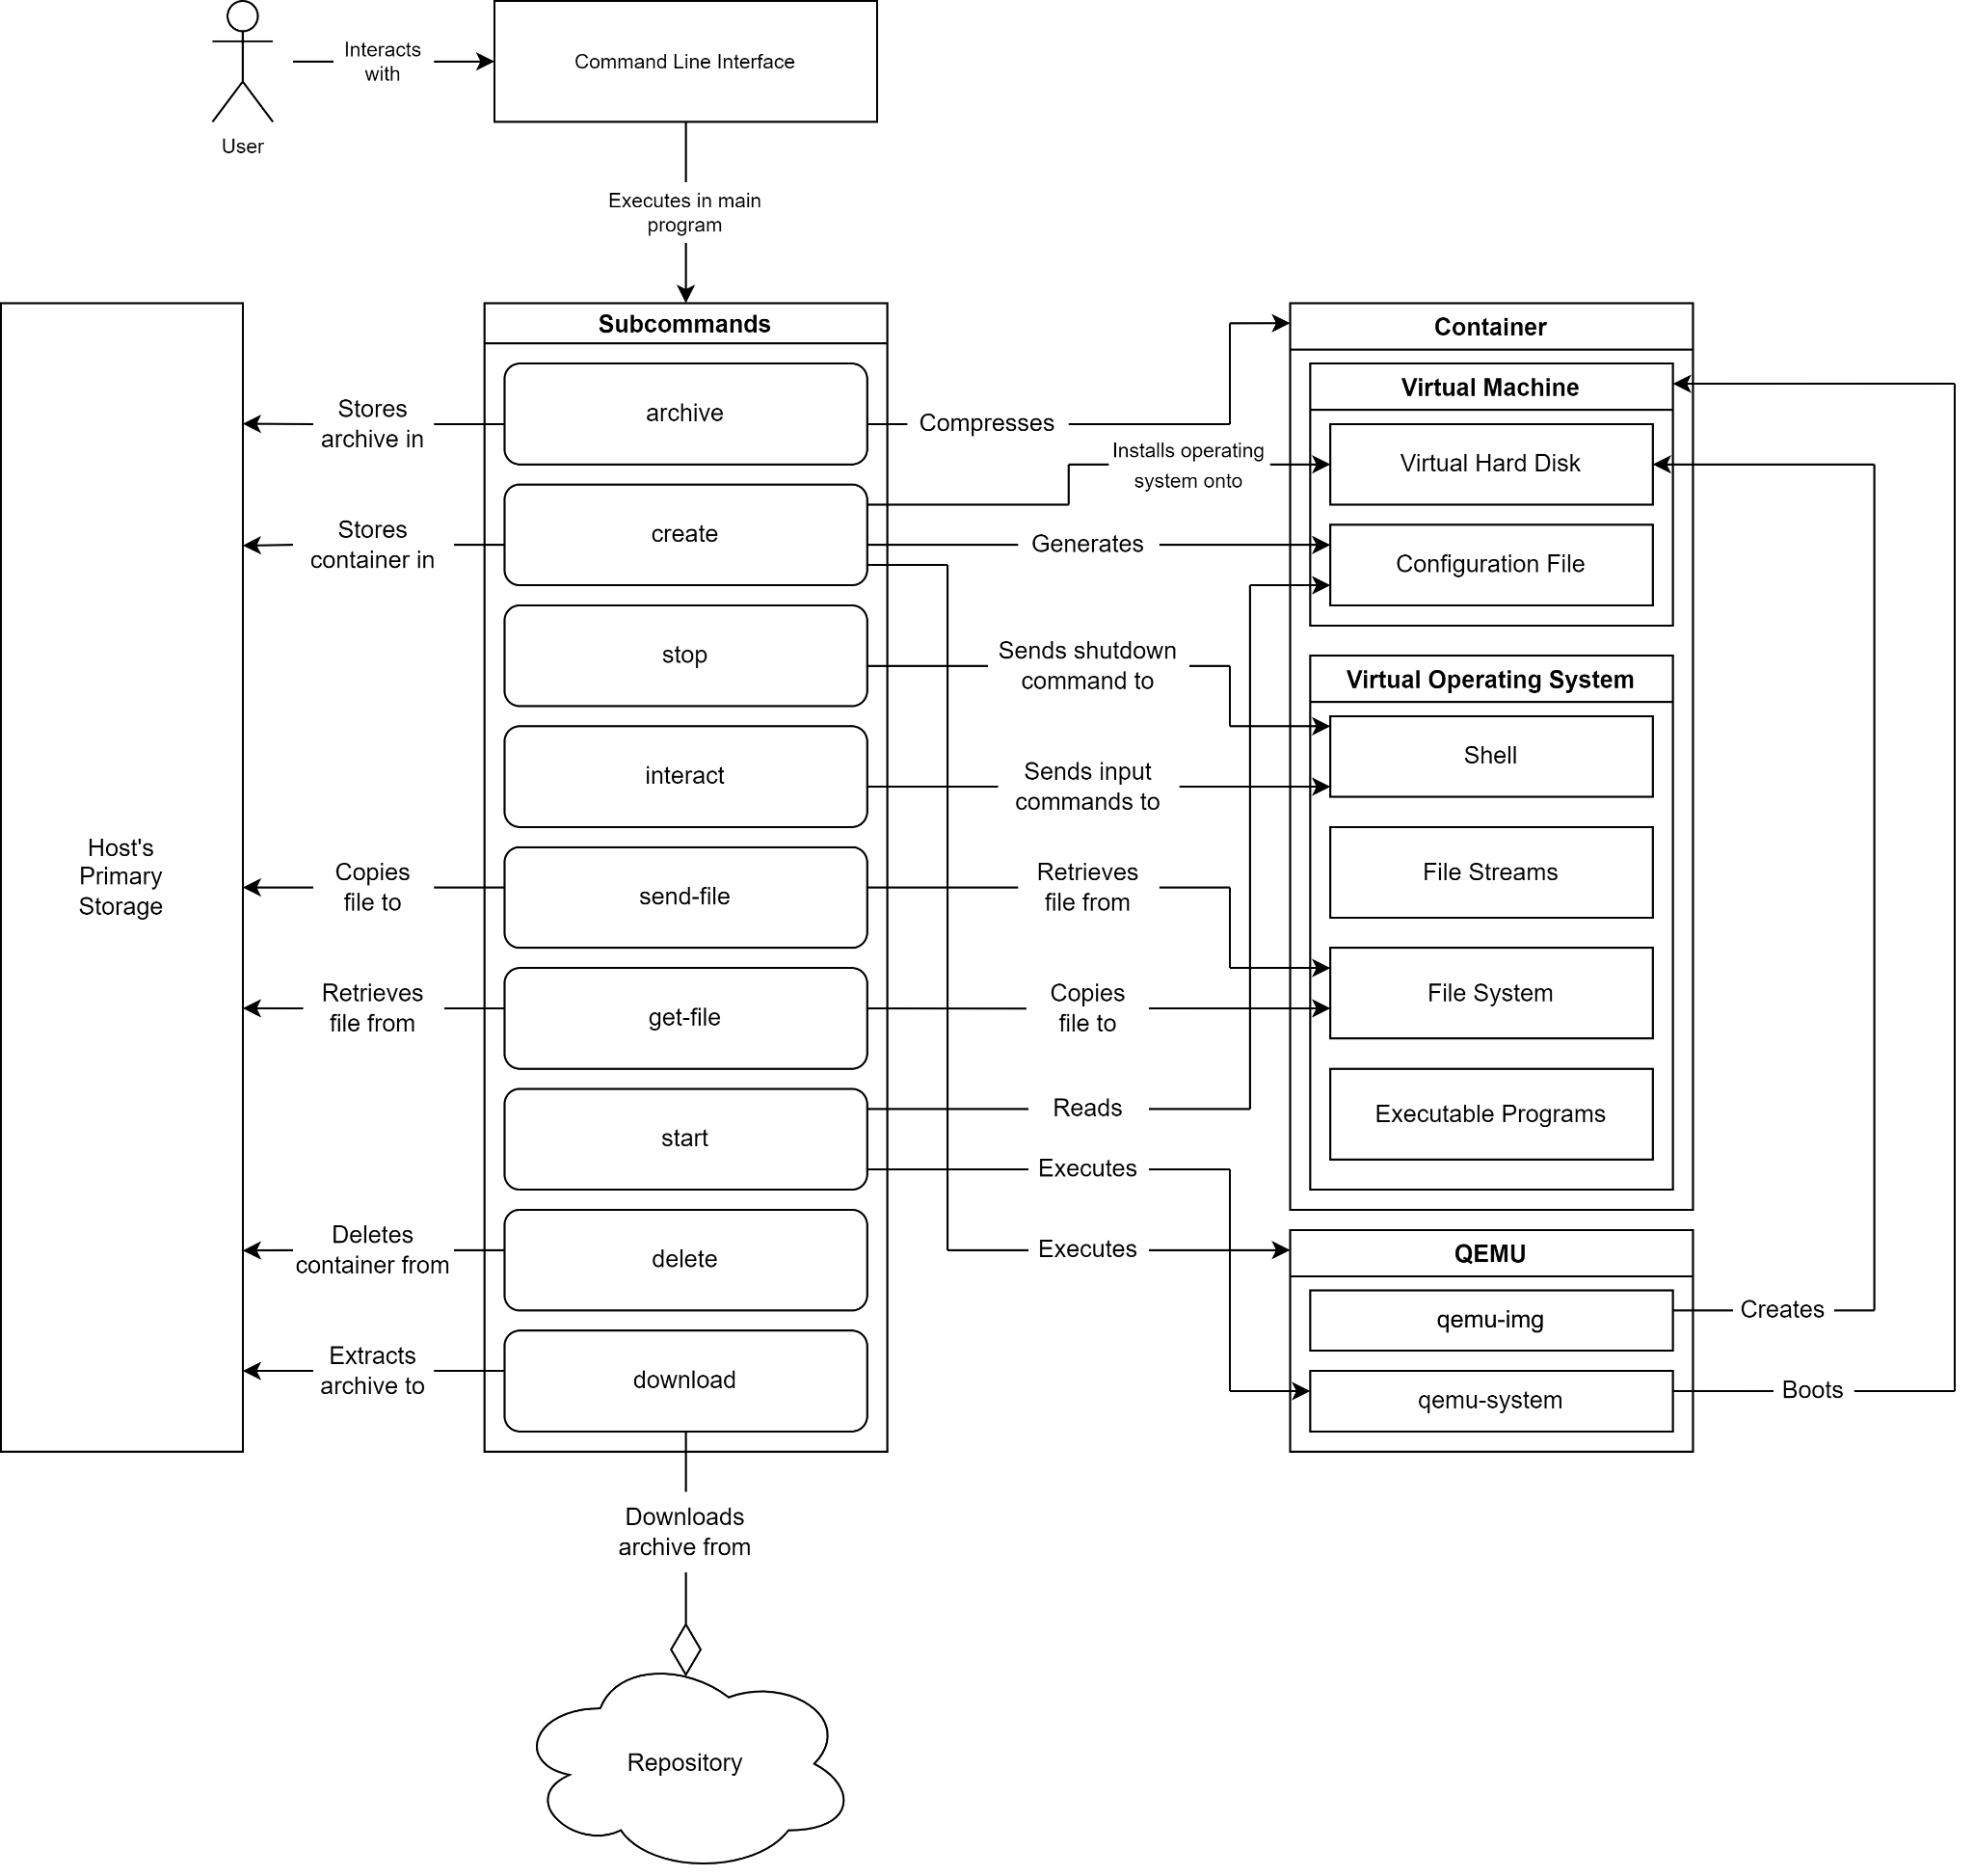 Interacts
with
Command Line Interface
User
Executes in main
program
Subcommands
Container
Virtual Machine
Stores
archive in
archive
Compresses
Installs operating
system onto
Virtual Hard Disk
Stores
container in
create
Generates
Configuration File
stop
Sends shutdown
command to
Virtual Operating System
Shell
interact
Sends input
commands to
Host's
Primary
Storage
Copies
file to
send-file
Retrieves
file from
File Streams
Retrieves
file from
get-file
Copies
file to
File System
start
Reads
Executable Programs
Executes
Deletes
container from
delete
Executes
QEMU
qemu-img
Creates
Extracts
archive to
download
qemu-system
Boots
Downloads
archive from
Repository